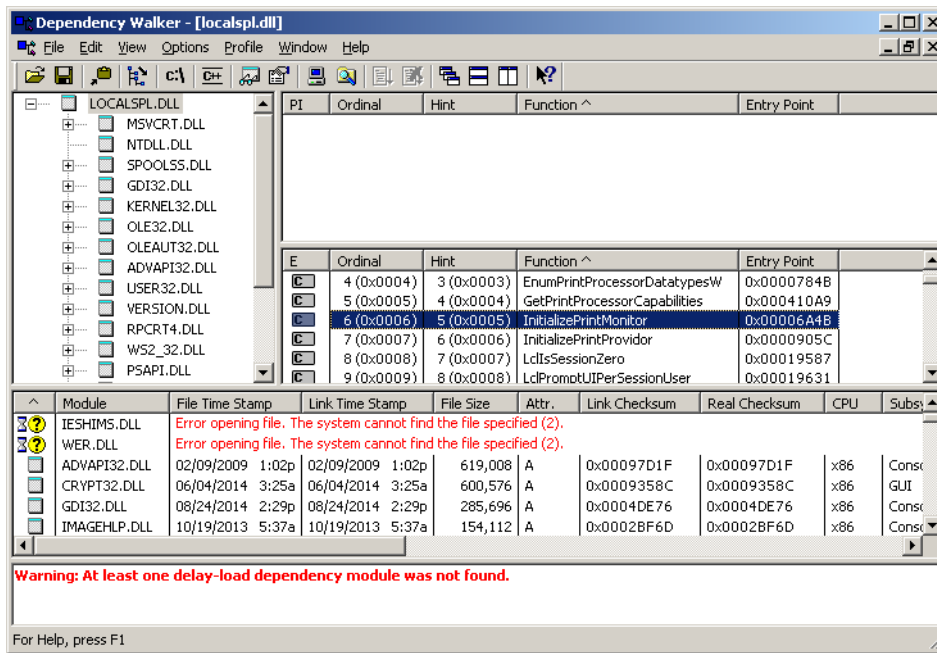 Dependency Walker - [localspl.dll]
File Edit View Options Profile Window Help
c:\ C++
LOCALSPL.DLL
MSVCRT.DLL
NTDLL.DLL
SPOOLSS.DLL
GDI32.DLL
KERNEL32.DLL
OLE32.DLL
OLEAUT32.DLL
ADVAPI32.DLL
USER32.DLL
VERSION.DLL
RPCRT4.DLL
WS2_32.DLL
PSAPI.DLL
PI Ordinal Hint Function ^ Entry Point
E Ordinal Hint Function ^ Entry Point
C 4 (0x0004) 3 (0x0003) EnumPrintProcessorDatatypesW 0x0000784B
C 5 (0x0005) 4 (0x0004) GetPrintProcessorCapabilities 0x000410A9
C 6 (0x0006) 5 (0x0005) InitializePrintMonitor 0x00006A4B
C 7 (0x0007) 6 (0x0006) InitializePrintProvidor 0x0000905C
C 8 (0x0008) 7 (0x0007) LclIsSessionZero 0x00019587
C 9 (0x0009) 8 (0x0008) LclPromptUIPerSessionUser 0x00019631
^ Module File Time Stamp Link Time Stamp File Size Attr. Link Checksum Real Checksum CPU Subsy
? IESHIMS.DLL Error opening file. The system cannot find the file specified (2).
? WER.DLL Error opening file. The system cannot find the file specified (2).
ADVAPI32.DLL 02/09/2009 1:02p 02/09/2009 1:02p 619,008 A 0x00097D1F 0x00097D1F x86 Conso
CRYPT32.DLL 06/04/2014 3:25a 06/04/2014 3:25a 600,576 A 0x0009358C 0x0009358C x86 GUI
GDI32.DLL 08/24/2014 2:29p 08/24/2014 2:29p 285,696 A 0x0004DE76 0x0004DE76 x86 Conso
IMAGEHLP.DLL 10/19/2013 5:37a 10/19/2013 5:37a 154,112 A 0x0002BF6D 0x0002BF6D x86 Conso
Warning: At least one delay-load dependency module was not found.
For Help, press F1